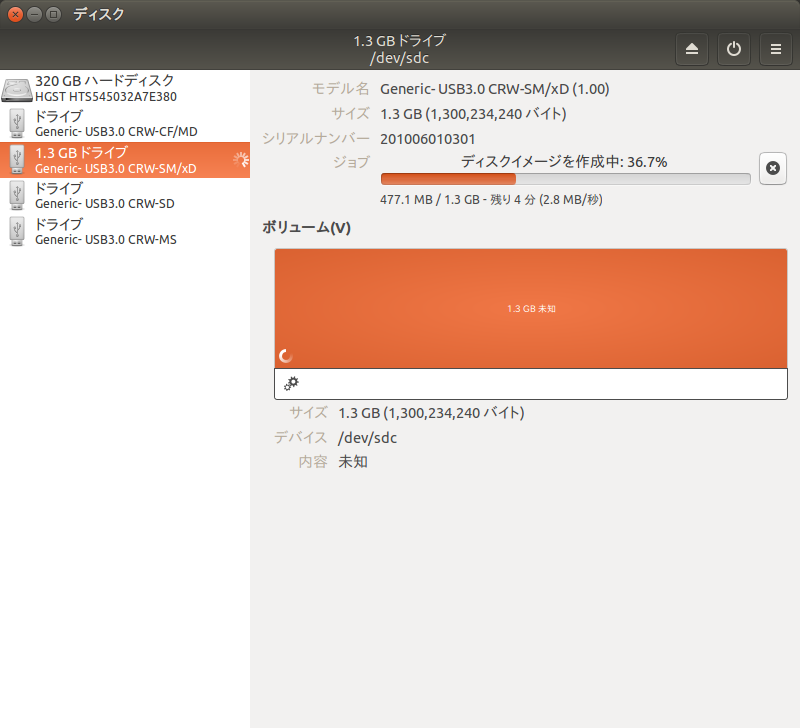 ディスク
1.3 GB ドライブ
/dev/sdc
320 GB ハードディスク
HGST HTS545032A7E380
ドライブ
Generic- USB3.0 CRW-CF/MD
1.3 GB ドライブ
Generic- USB3.0 CRW-SM/xD
ドライブ
Generic- USB3.0 CRW-SD
ドライブ
Generic- USB3.0 CRW-MS
モデル名 Generic- USB3.0 CRW-SM/xD (1.00)
サイズ 1.3 GB (1,300,234,240 バイト)
シリアルナンバー 201006010301
ジョブ ディスクイメージを作成中: 36.7%
477.1 MB / 1.3 GB - 残り 4 分 (2.8 MB/秒)
ボリューム(V)
1.3 GB 未知
サイズ 1.3 GB (1,300,234,240 バイト)
デバイス /dev/sdc
内容 未知